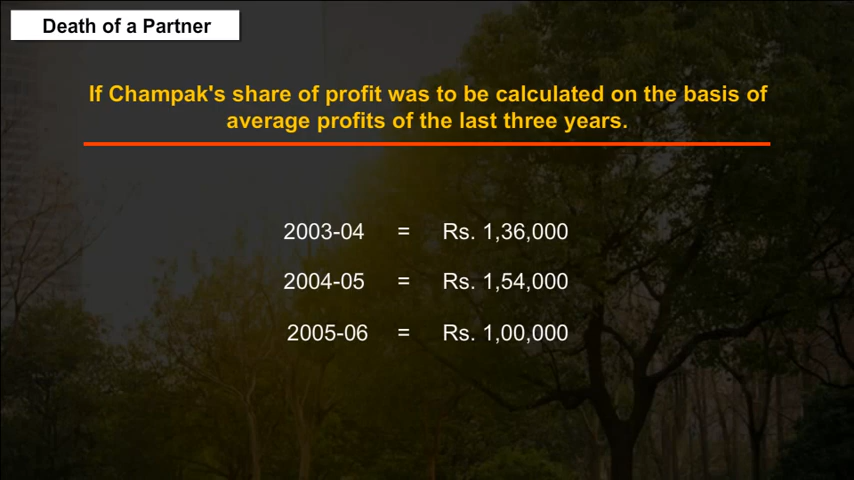 Death of a Partner
If Champak's share of profit was to be calculated on the basis of
average profits of the last three years.
2003-04 = Rs. 1,36,000
2004-05 = Rs. 1,54,000
2005-06 = Rs. 1,00,000